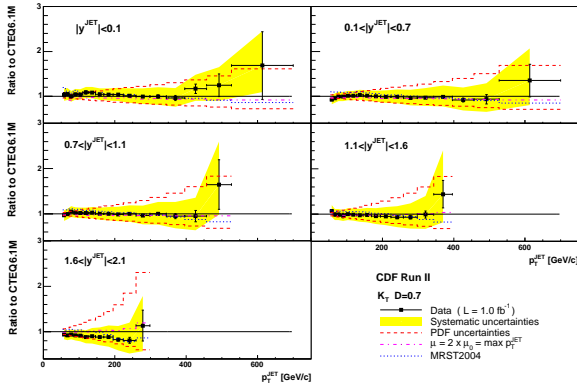 |y^JET|<0.1
0.1<|y^JET|<0.7
Ratio to CTEQ6.1M
3
2
1
0.7<|y^JET|<1.1
1.1<|y^JET|<1.6
Ratio to CTEQ6.1M
3
2
1
0 200 400 600
p_T^JET [GeV/c]
1.6<|y^JET|<2.1
Ratio to CTEQ6.1M
3
2
1
0
0 200 400 600
p_T^JET [GeV/c]
CDF Run II
K_T D=0.7
Data ( L = 1.0 fb^-1)
Systematic uncertainties
PDF uncertainties
μ = 2 x μ_0 = max p_T^JET
MRST2004